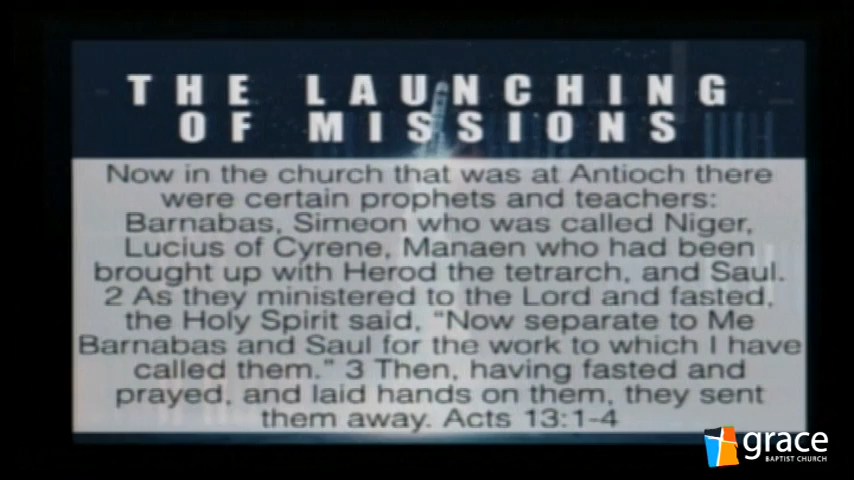 THE LAUNCHING
OF MISSIONS
Now in the church that was at Antioch there
were certain prophets and teachers:
Barnabas, Simeon who was called Niger,
Lucius of Cyrene, Manaen who had been
brought up with Herod the tetrarch, and Saul.
2 As they ministered to the Lord and fasted,
the Holy Spirit said, “Now separate to Me
Barnabas and Saul for the work to which I have
called them.” 3 Then, having fasted and
prayed, and laid hands on them, they sent
them away. Acts 13:1-4
grace
BAPTIST CHURCH